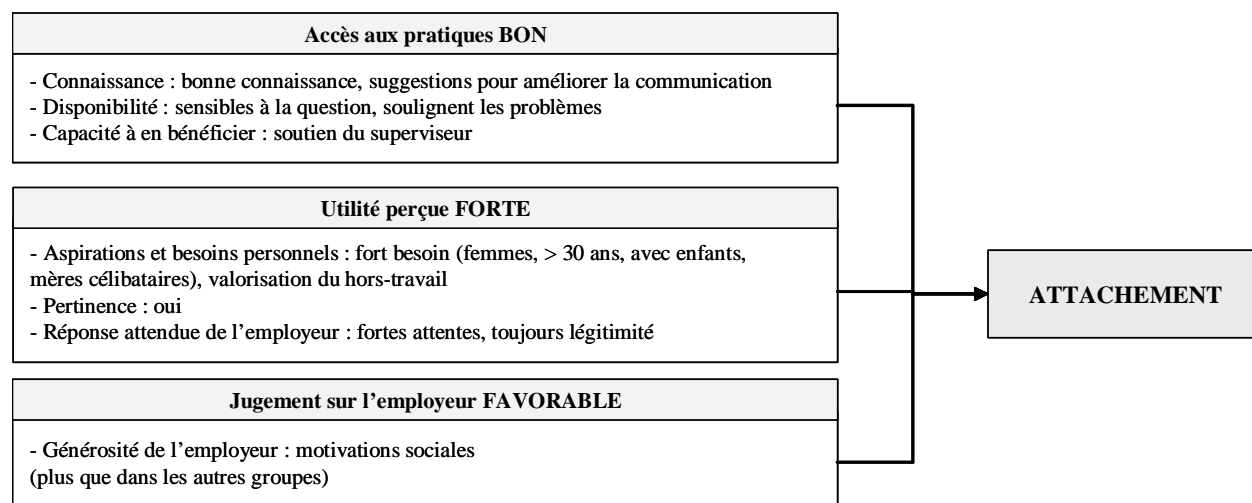 Accès aux pratiques BON
- Connaissance : bonne connaissance, suggestions pour améliorer la communication
- Disponibilité : sensibles à la question, soulignent les problèmes
- Capacité à en bénéficier : soutien du superviseur
Utilité perçue FORTE
- Aspirations et besoins personnels : fort besoin (femmes, > 30 ans, avec enfants,
mères célibataires), valorisation du hors-travail
- Pertinence : oui
- Réponse attendue de l’employeur : fortes attentes, toujours légitimité
ATTACHEMENT
Jugement sur l’employeur FAVORABLE
- Générosité de l’employeur : motivations sociales
(plus que dans les autres groupes)